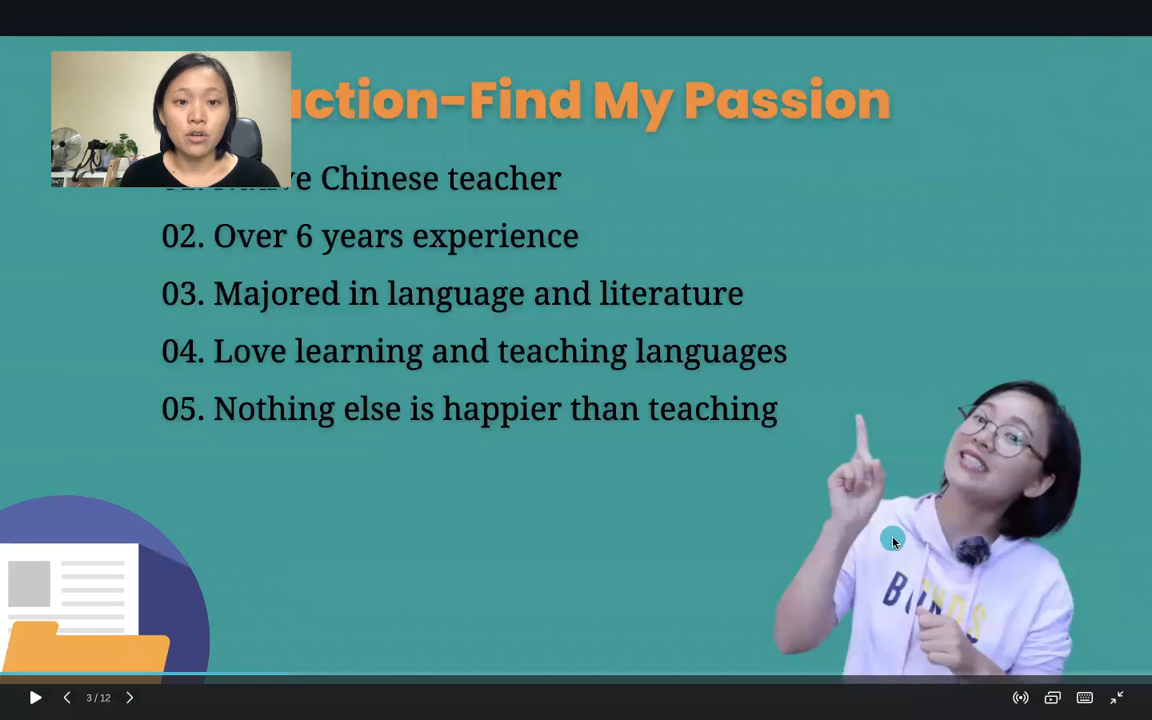 action-Find My Passion
Chinese teacher
02. Over 6 years experience
03. Majored in language and literature
04. Love learning and teaching languages
05. Nothing else is happier than teaching
3 / 12